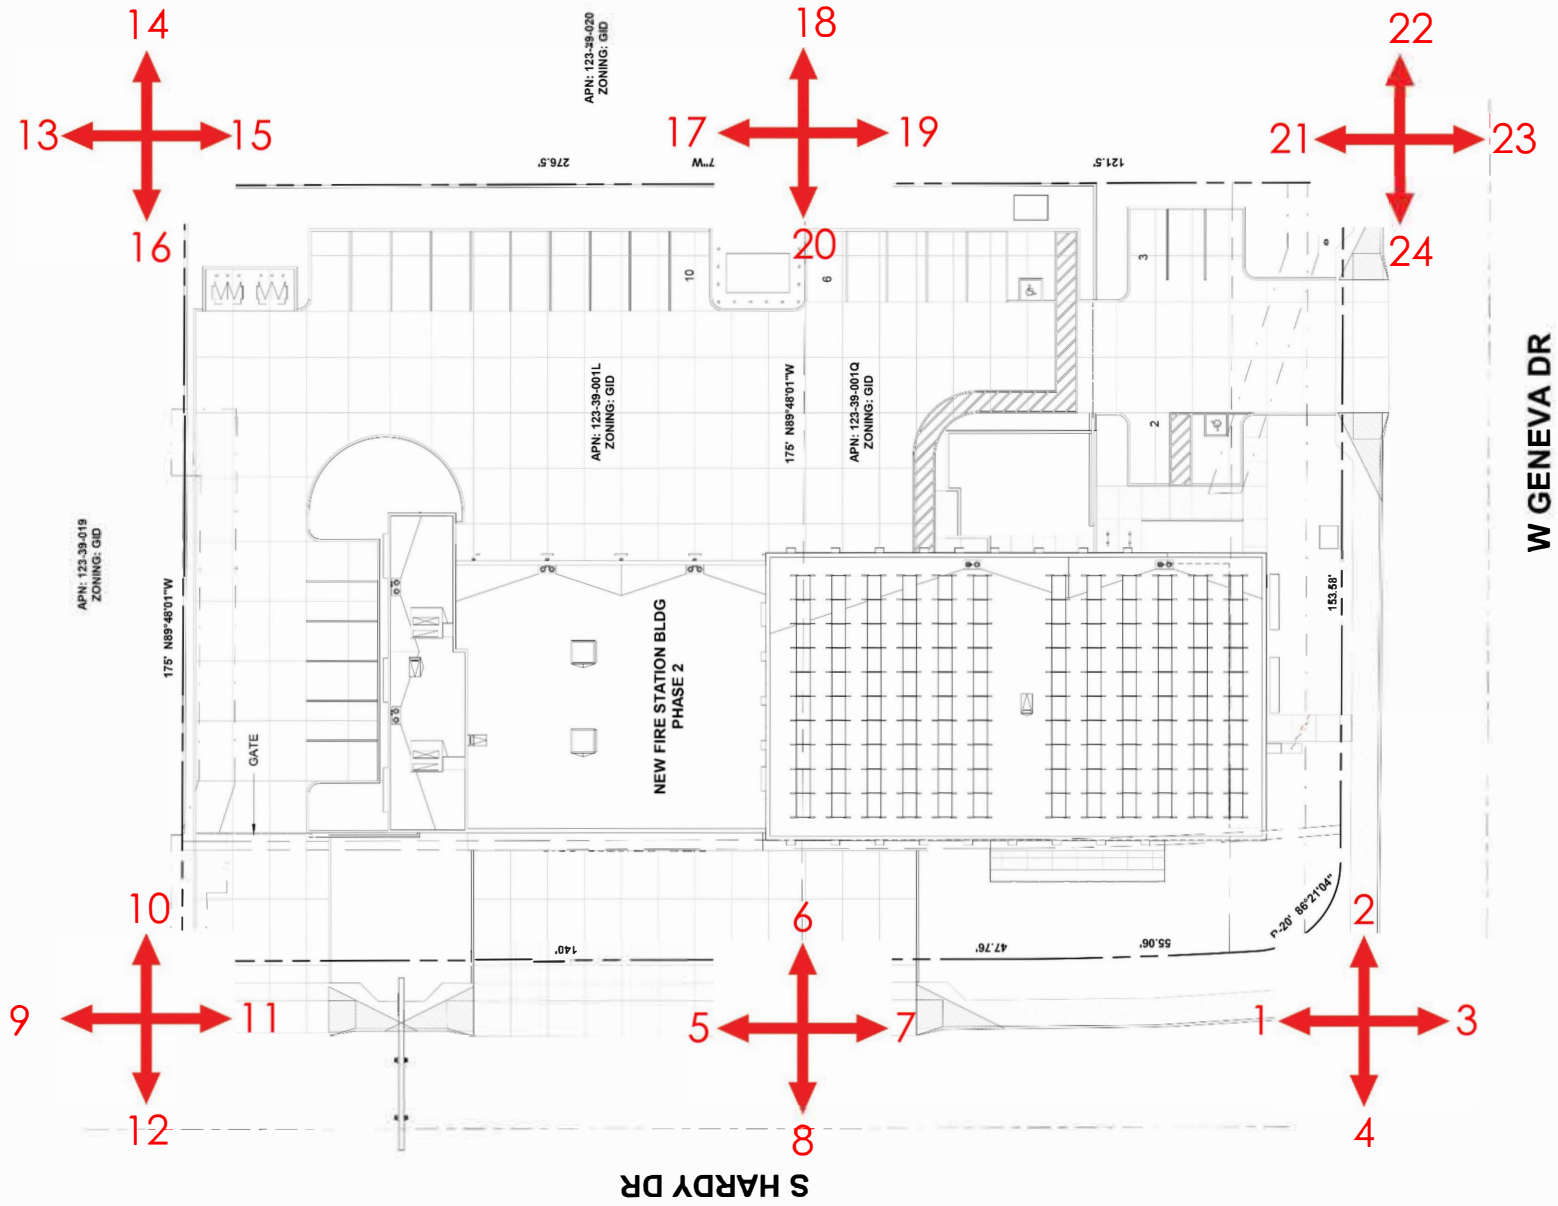 14
18
22
13
15
17
19
21
23
16
20
24
APN: 123-39-020
ZONING: GID
276.5'
7"W
121.5'
10
6
3
2
APN: 123-39-001L
ZONING: GID
175' N89°48'01"W
APN: 123-39-001Q
ZONING: GID
W GENEVA DR
APN: 123-39-019
ZONING: GID
175' N89°48'01"W
153.58'
NEW FIRE STATION BLDG
PHASE 2
GATE
86°21'04"
10
6
2
140'
47.76'
55.06'
9
11
5
7
1
3
12
8
4
S HARDY DR